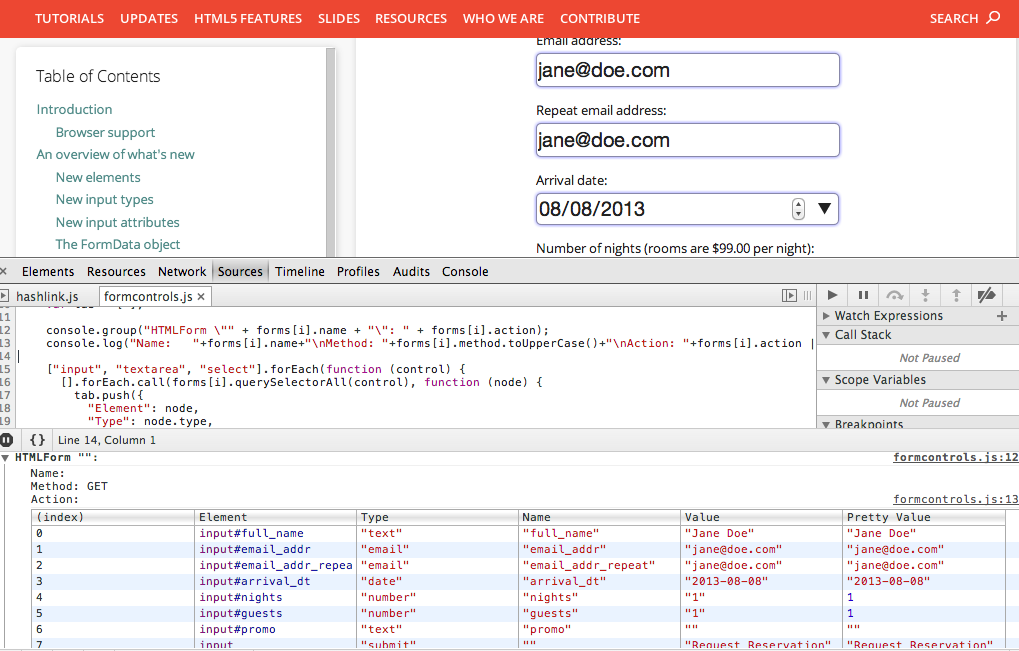 TUTORIALS UPDATES HTML5 FEATURES SLIDES RESOURCES WHO WE ARE CONTRIBUTE SEARCH
Table of Contents
Introduction
Browser support
An overview of what's new
New elements
New input types
New input attributes
The FormData object
Email address:
jane@doe.com
Repeat email address:
jane@doe.com
Arrival date:
08/08/2013
Number of nights (rooms are $99.00 per night):
× Elements Resources Network Sources Timeline Profiles Audits Console
hashlink.js formcontrols.js ×
11
12 console.group("HTMLForm \"" + forms[i].name + "\": " + forms[i].action);
13 console.log("Name:   "+forms[i].name+"\nMethod: "+forms[i].method.toUpperCase()+"\nAction: "+forms[i].action |
14
15 ["input", "textarea", "select"].forEach(function (control) {
16 [].forEach.call(forms[i].querySelectorAll(control), function (node) {
17 tab.push({
18 "Element": node,
19 "Type": node.type,
Watch Expressions +
Call Stack
Not Paused
Scope Variables
Not Paused
Breakpoints
{} Line 14, Column 1
HTMLForm "": formcontrols.js:12
Name:
Method: GET
Action: formcontrols.js:13
(index) Element Type Name Value Pretty Value
0 input#full_name "text" "full_name" "Jane Doe" "Jane Doe"
1 input#email_addr "email" "email_addr" "jane@doe.com" "jane@doe.com"
2 input#email_addr_repea "email" "email_addr_repeat" "jane@doe.com" "jane@doe.com"
3 input#arrival_dt "date" "arrival_dt" "2013-08-08" "2013-08-08"
4 input#nights "number" "nights" "1" 1
5 input#guests "number" "guests" "1" 1
6 input#promo "text" "promo" "" ""
7 input "submit" "" "Request Reservation" "Request Reservation"